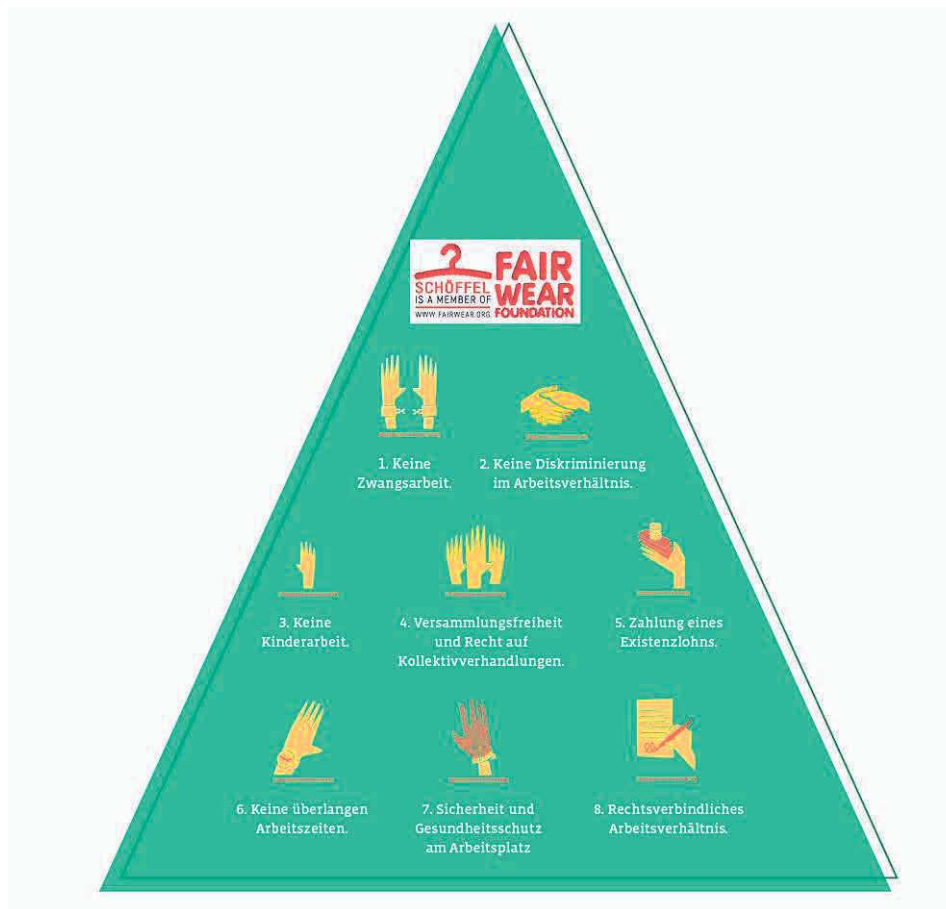 SCHÖFFEL
IS A MEMBER OF
WWW.FAIRWEAR.ORG
FAIR
WEAR
FOUNDATION
1. Keine
Zwangsarbeit.
2. Keine Diskriminierung
im Arbeitsverhältnis.
3. Keine
Kinderarbeit.
4. Versammlungsfreiheit
und Recht auf
Kollektivverhandlungen.
5. Zahlung eines
Existenzlohns.
6. Keine überlangen
Arbeitszeiten.
7. Sicherheit und
Gesundheitsschutz
am Arbeitsplatz
8. Rechtsverbindliches
Arbeitsverhältnis.